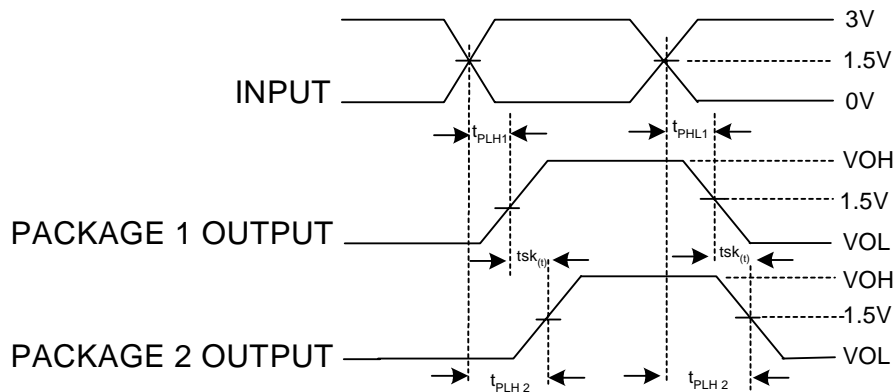 3V
1.5V
INPUT
0V
tPLH1
tPHL1
VOH
1.5V
PACKAGE 1 OUTPUT
VOL
tsk(t)
tsk(t)
VOH
1.5V
PACKAGE 2 OUTPUT
VOL
tPLH 2
tPLH 2